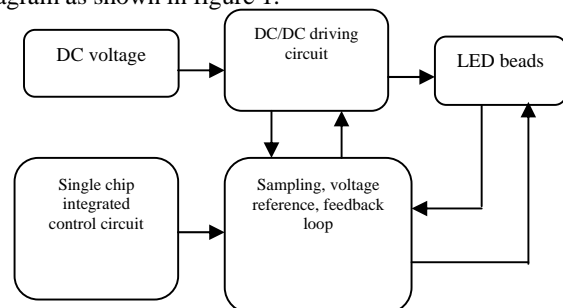 agram as shown in figure 1.
DC voltage
DC/DC driving
circuit
LED beads
Single chip
integrated
control circuit
Sampling, voltage
reference, feedback
loop